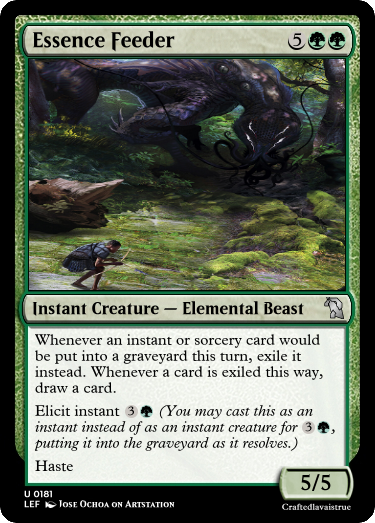 Essence Feeder 5
Instant Creature — Elemental Beast
Whenever an instant or sorcery card would
be put into a graveyard this turn, exile it
instead. Whenever a card is exiled this way,
draw a card.
Elicit instant 3 (You may cast this as an
instant instead of as an instant creature for 3 ,
putting it into the graveyard as it resolves.)
Haste
5/5
U 0181
LEF Jose Ochoa on Artstation
Craftedlavaistrue